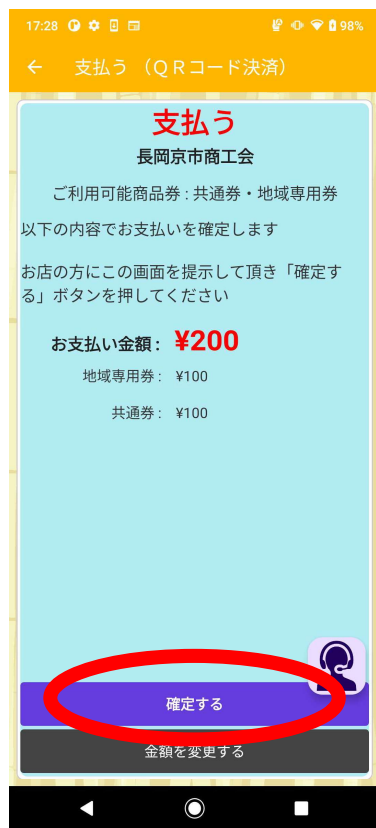 17:28 98%
支払う （QRコード決済）
支払う
長岡京市商工会
ご利用可能商品券 : 共通券・地域専用券
以下の内容でお支払いを確定します
お店の方にこの画面を提示して頂き「確定す
る」ボタンを押してください
お支払い金額 : ¥200
地域専用券 : ¥100
共通券 : ¥100
確定する
金額を変更する